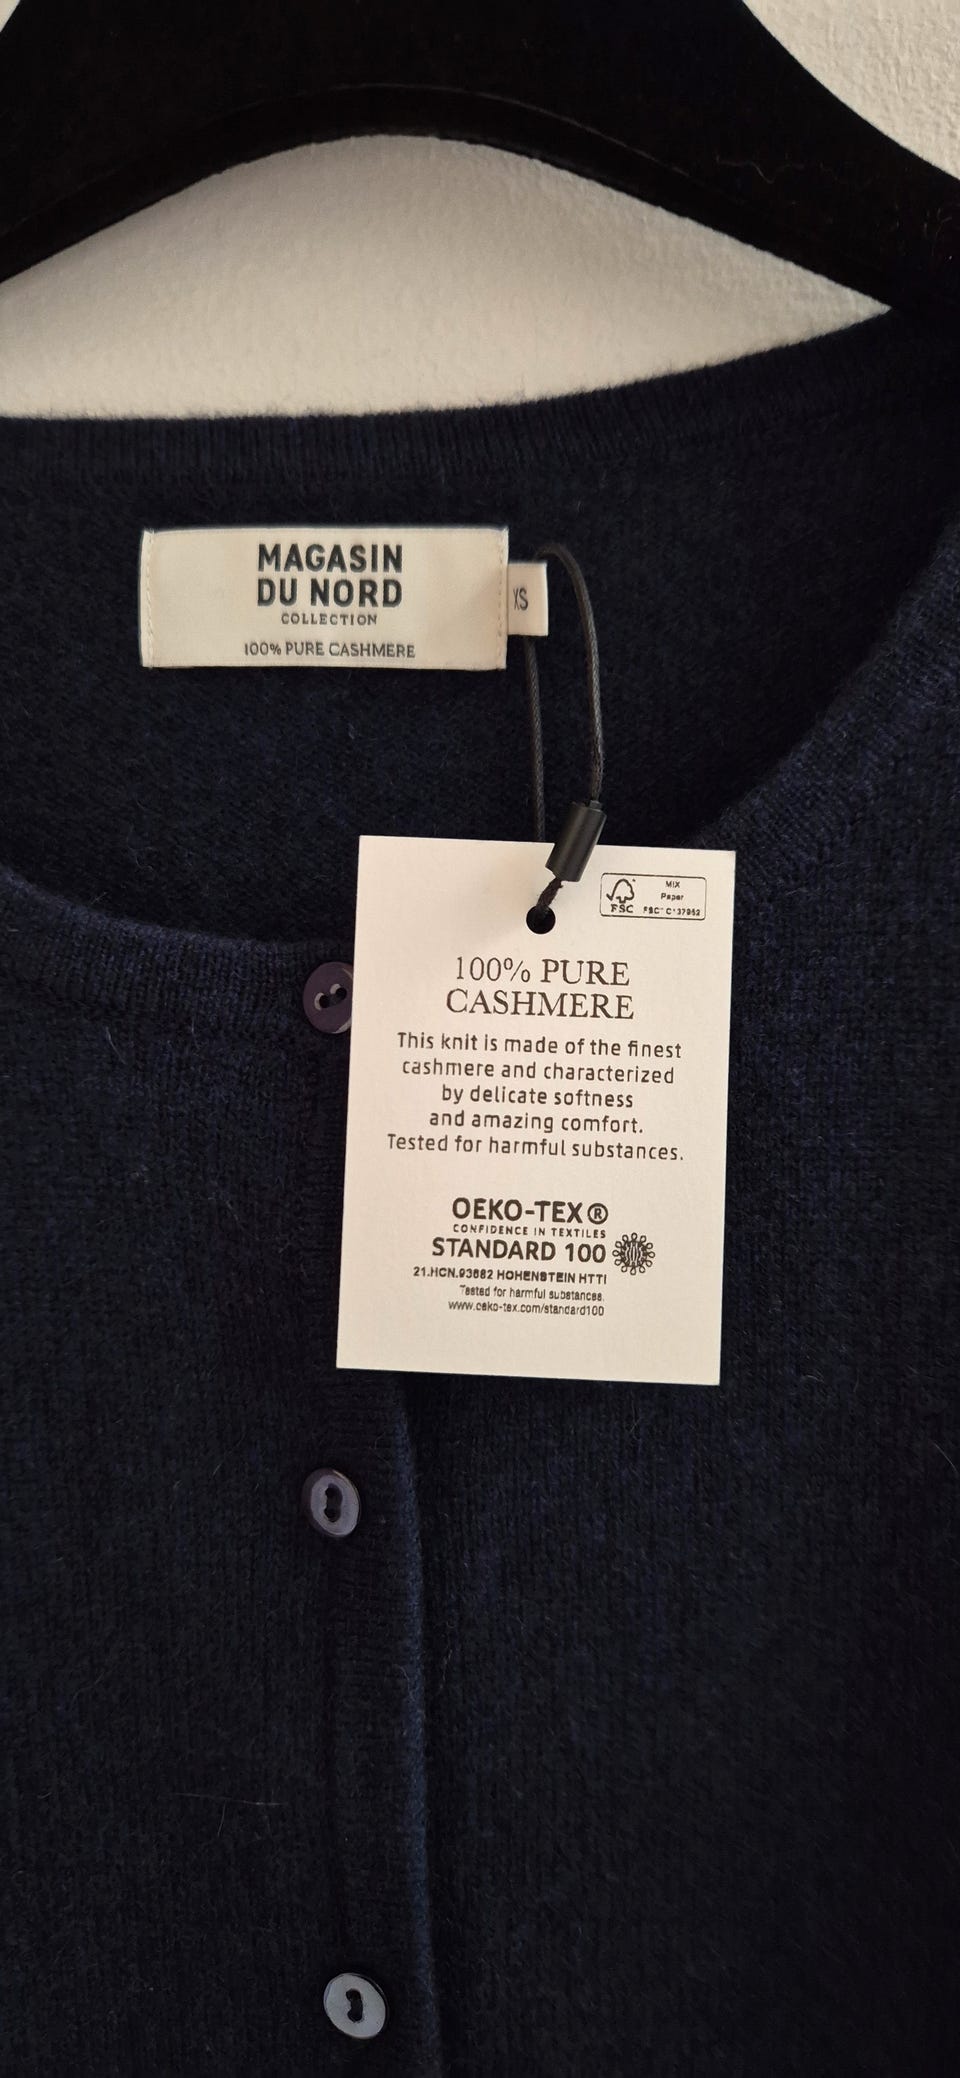 MAGASIN
DU NORD
COLLECTION
100% PURE CASHMERE
XS
MIX
Paper
FSC
100% PURE
CASHMERE
This knit is made of the finest
cashmere and characterized
by delicate softness
and amazing comfort.
Tested for harmful substances.
OEKO-TEX®
CONFIDENCE IN TEXTILES
STANDARD 100
21.HCN.93682 HOHENSTEIN HTTI
Tested for harmful substances.
www.oeko-tex.com/standard100